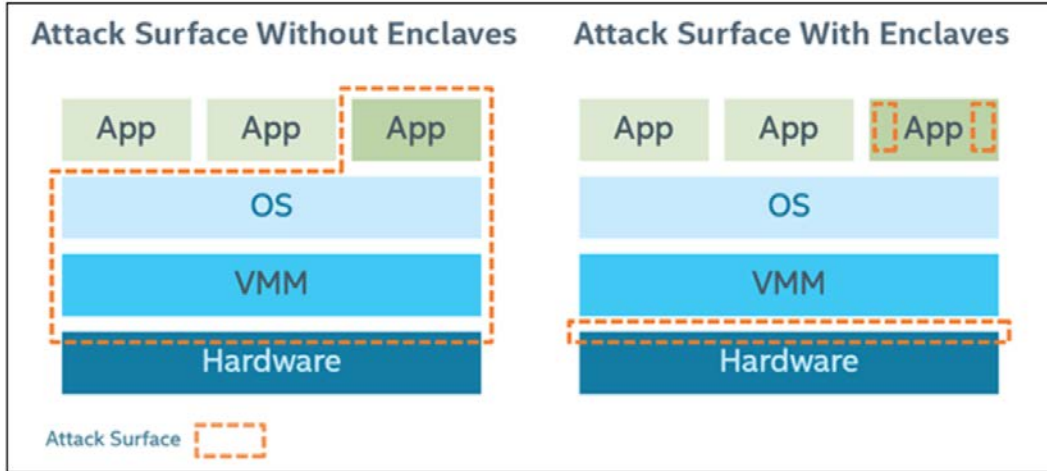 Attack Surface Without Enclaves
App App App
OS
VMM
Hardware
Attack Surface
Attack Surface With Enclaves
App App App
OS
VMM
Hardware